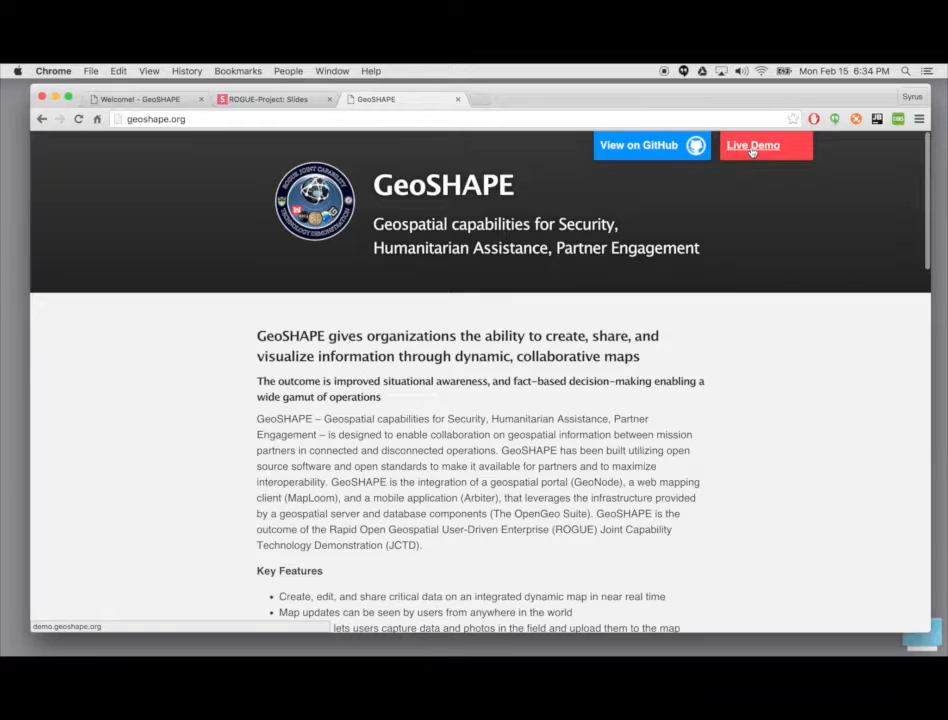 Chrome File Edit View History Bookmarks People Window Help Mon Feb 15 6:34 PM
Welcome! - GeoSHAPE ROGUE-Project: Slides GeoSHAPE Syrus
geoshape.org
View on GitHub Live Demo
ROGUE JOINT CAPABILITY
TECHNOLOGY DEMONSTRATION
GeoSHAPE
Geospatial capabilities for Security,
Humanitarian Assistance, Partner Engagement
GeoSHAPE gives organizations the ability to create, share, and
visualize information through dynamic, collaborative maps
The outcome is improved situational awareness, and fact-based decision-making enabling a
wide gamut of operations
GeoSHAPE – Geospatial capabilities for Security, Humanitarian Assistance, Partner
Engagement – is designed to enable collaboration on geospatial information between mission
partners in connected and disconnected operations. GeoSHAPE has been built utilizing open
source software and open standards to make it available for partners and to maximize
interoperability. GeoSHAPE is the integration of a geospatial portal (GeoNode), a web mapping
client (MapLoom), and a mobile application (Arbiter), that leverages the infrastructure provided
by a geospatial server and database components (The OpenGeo Suite). GeoSHAPE is the
outcome of the Rapid Open Geospatial User-Driven Enterprise (ROGUE) Joint Capability
Technology Demonstration (JCTD).
Key Features
• Create, edit, and share critical data on an integrated dynamic map in near real time
• Map updates can be seen by users from anywhere in the world
lets users capture data and photos in the field and upload them to the map
demo.geoshape.org